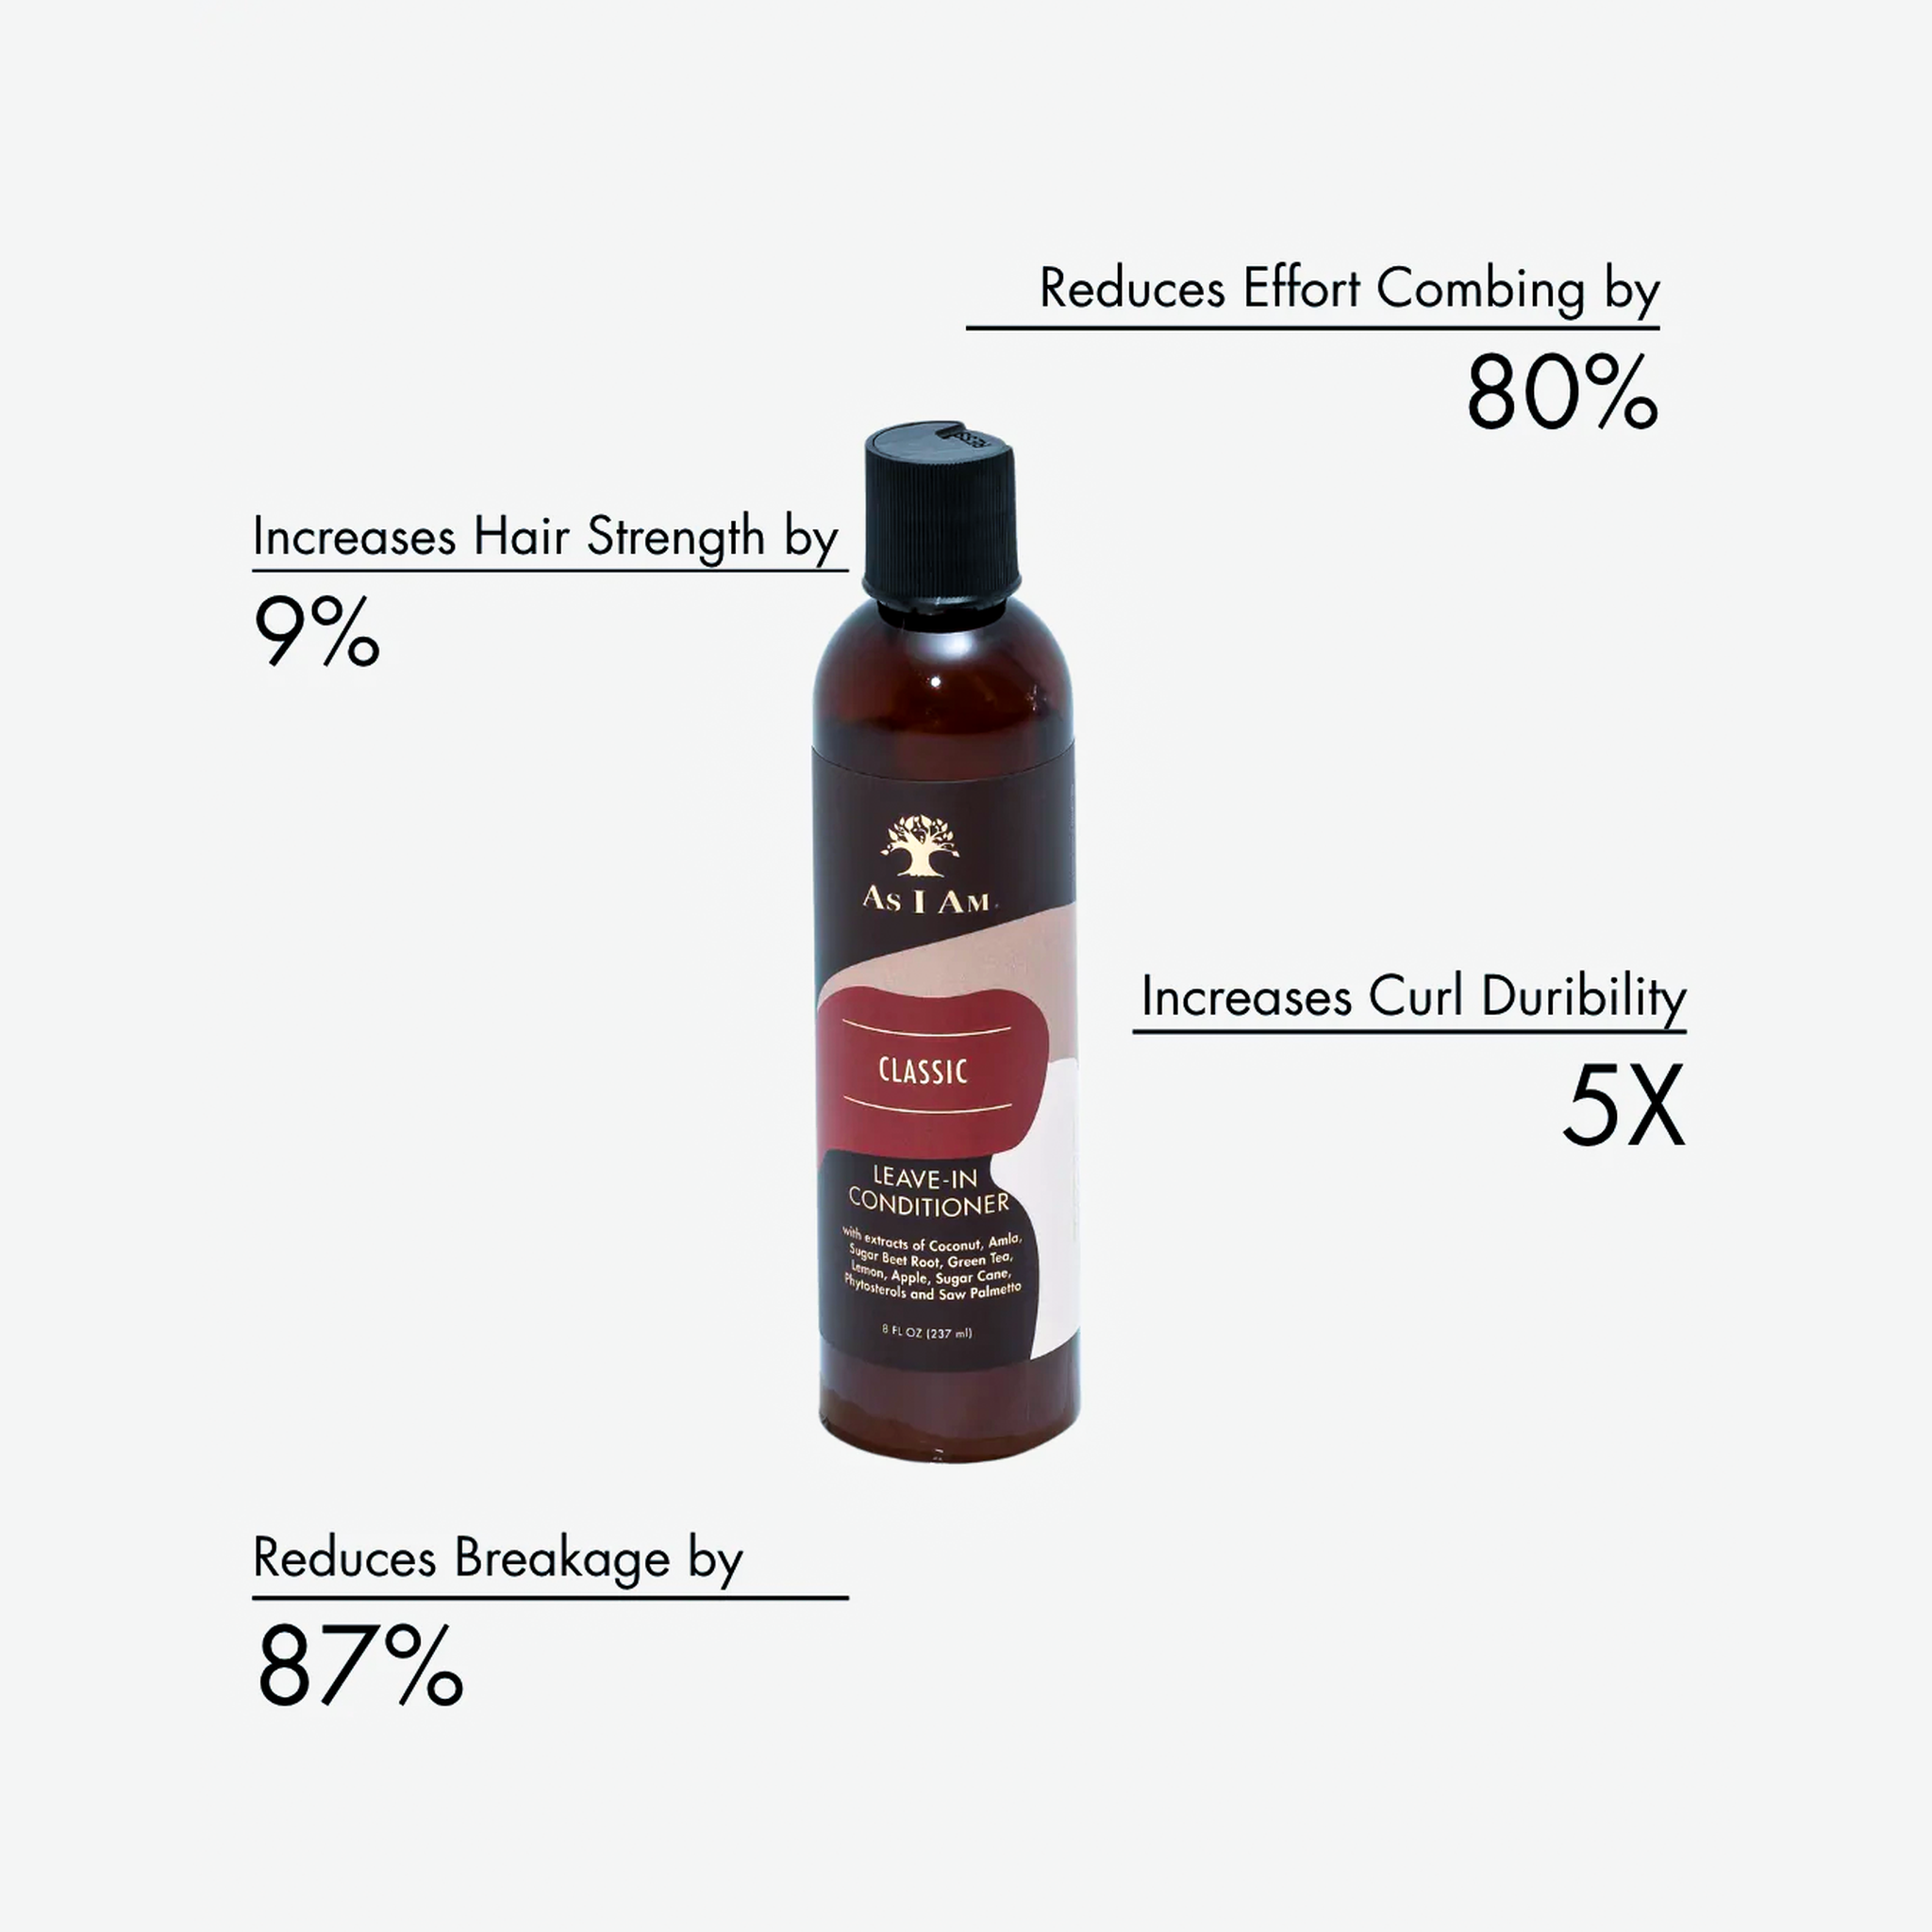 Reduces Effort Combing by
80%
Increases Hair Strength by
9%
AS I AM
Increases Curl Duribility
5X
CLASSIC
LEAVE-IN
CONDITIONER
with extracts of Coconut, Amla,
Sugar Beet Root, Green Tea,
Lemon, Apple, Sugar Cane,
Phytosterols and Saw Palmetto
8 FL OZ (237 ml)
Reduces Breakage by
87%